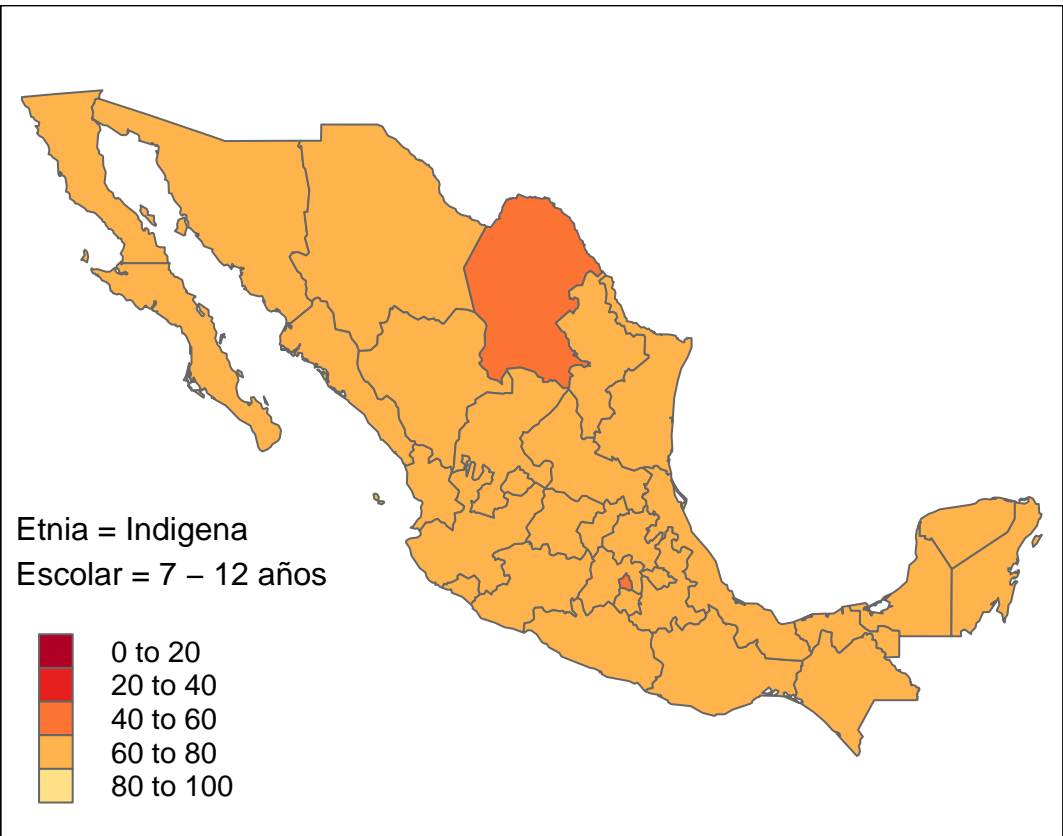 Etnia = Indigena
Escolar = 7 − 12 años
0 to 20
20 to 40
40 to 60
60 to 80
80 to 100